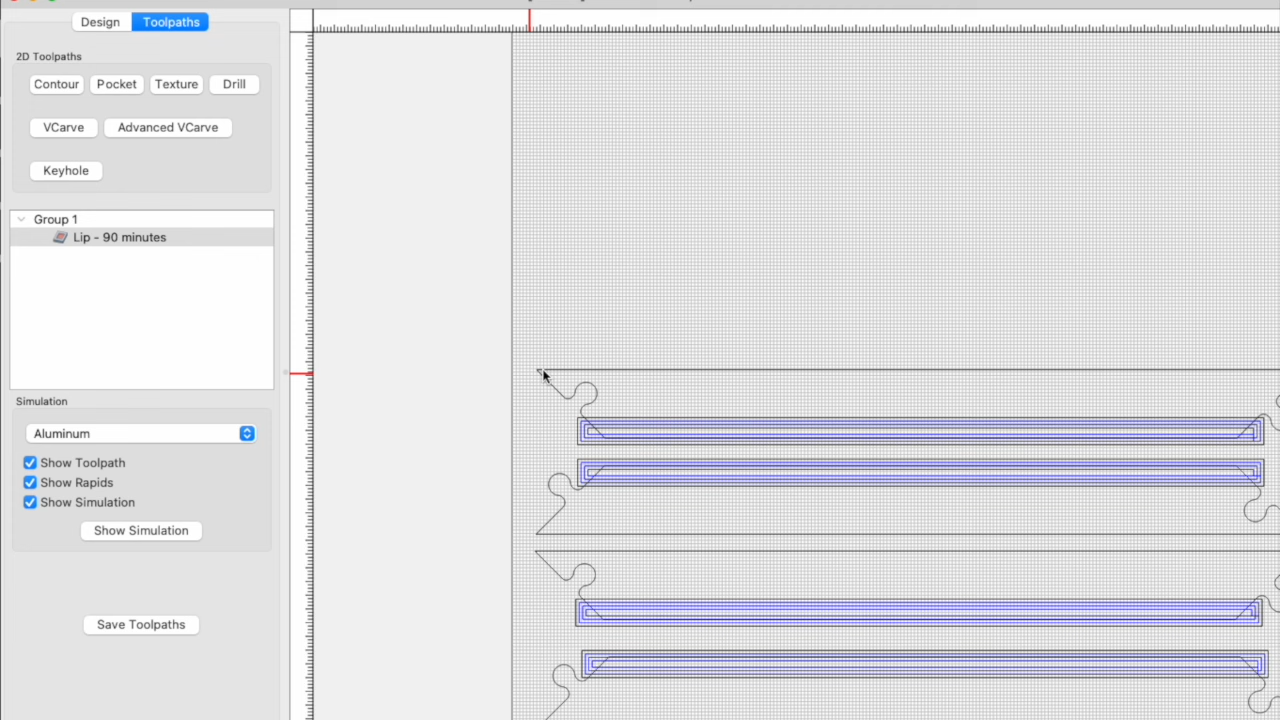 Design Toolpaths
2D Toolpaths
Contour Pocket Texture Drill
VCarve Advanced VCarve
Keyhole
Group 1
Lip - 90 minutes
Simulation
Aluminum
Show Toolpath
Show Rapids
Show Simulation
Show Simulation
Save Toolpaths